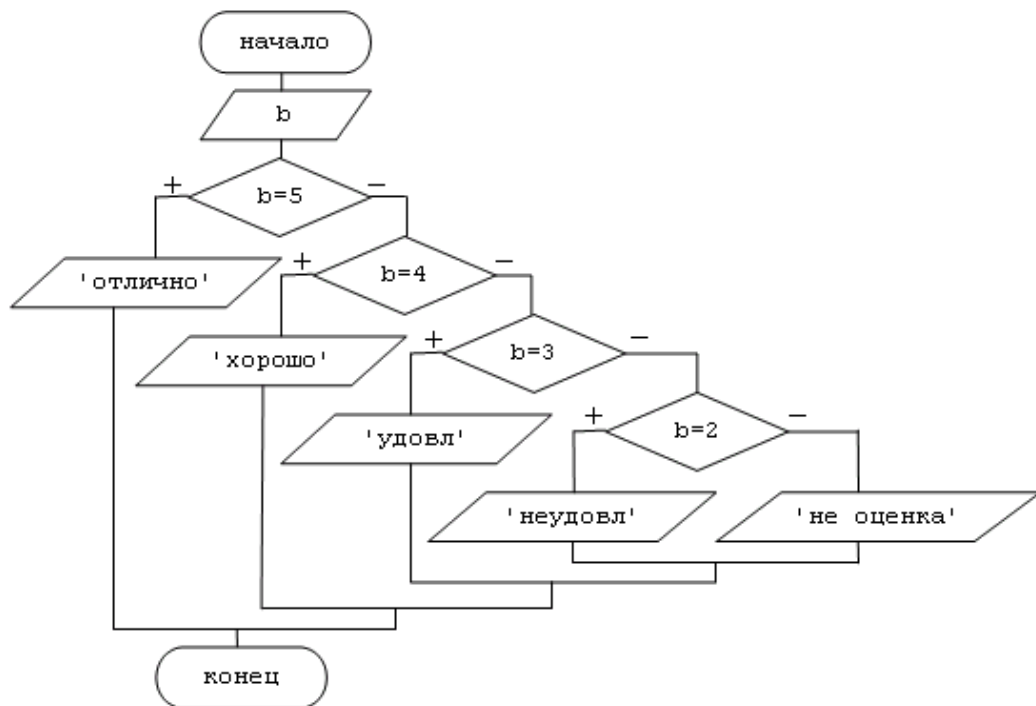 начало
b
+
b=5
−
'отлично'
+
b=4
−
'хорошо'
+
b=3
−
'удовл'
+
b=2
−
'неудовл'
'не оценка'
конец